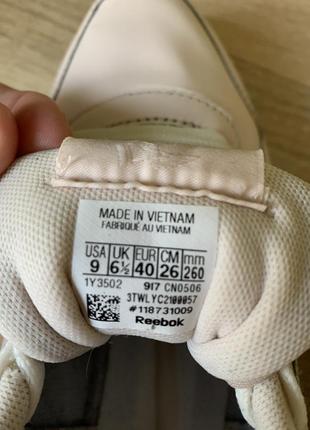 MADE IN VIETNAM
FABRIQUÉ AU VIETNAM
USA UK EUR CM mm
9 6½ 40 26 260
1Y3502 917 CN0506
3TWLYC2100057
#118731009
Reebok